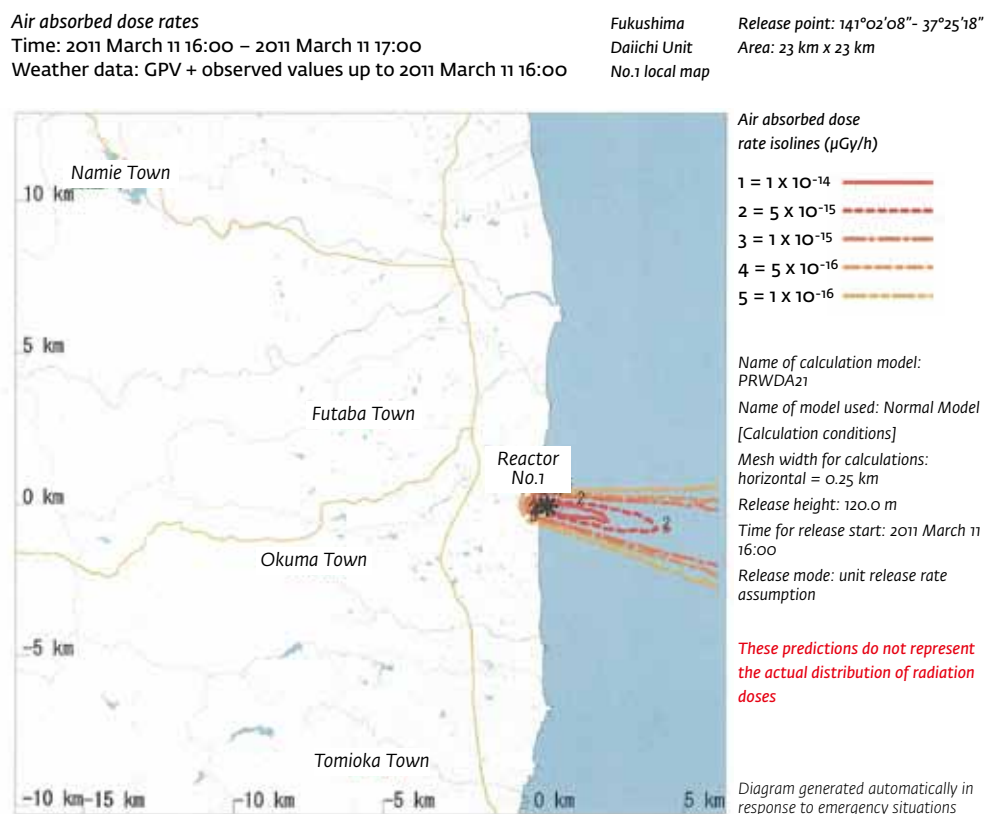 Air absorbed dose rates
Time: 2011 March 11 16:00 – 2011 March 11 17:00
Weather data: GPV + observed values up to 2011 March 11 16:00
Fukushima
Daiichi Unit
No.1 local map
Release point: 141°02'08"- 37°25'18"
Area: 23 km x 23 km
Air absorbed dose
rate isolines (µGy/h)
1 = 1 X 10⁻¹⁴
2 = 5 X 10⁻¹⁵
3 = 1 X 10⁻¹⁵
4 = 5 X 10⁻¹⁶
5 = 1 X 10⁻¹⁶
Name of calculation model:
PRWDA21
Name of model used: Normal Model
[Calculation conditions]
Mesh width for calculations:
horizontal = 0.25 km
Release height: 120.0 m
Time for release start: 2011 March 11
16:00
Release mode: unit release rate
assumption
These predictions do not represent
the actual distribution of radiation
doses
Diagram generated automatically in
response to emergency situations
Namie Town
10 km
5 km
Futaba Town
Reactor
No.1
0 km
2
2
Okuma Town
-5 km
Tomioka Town
-10 km -15 km
-10 km
-5 km
0 km
5 km